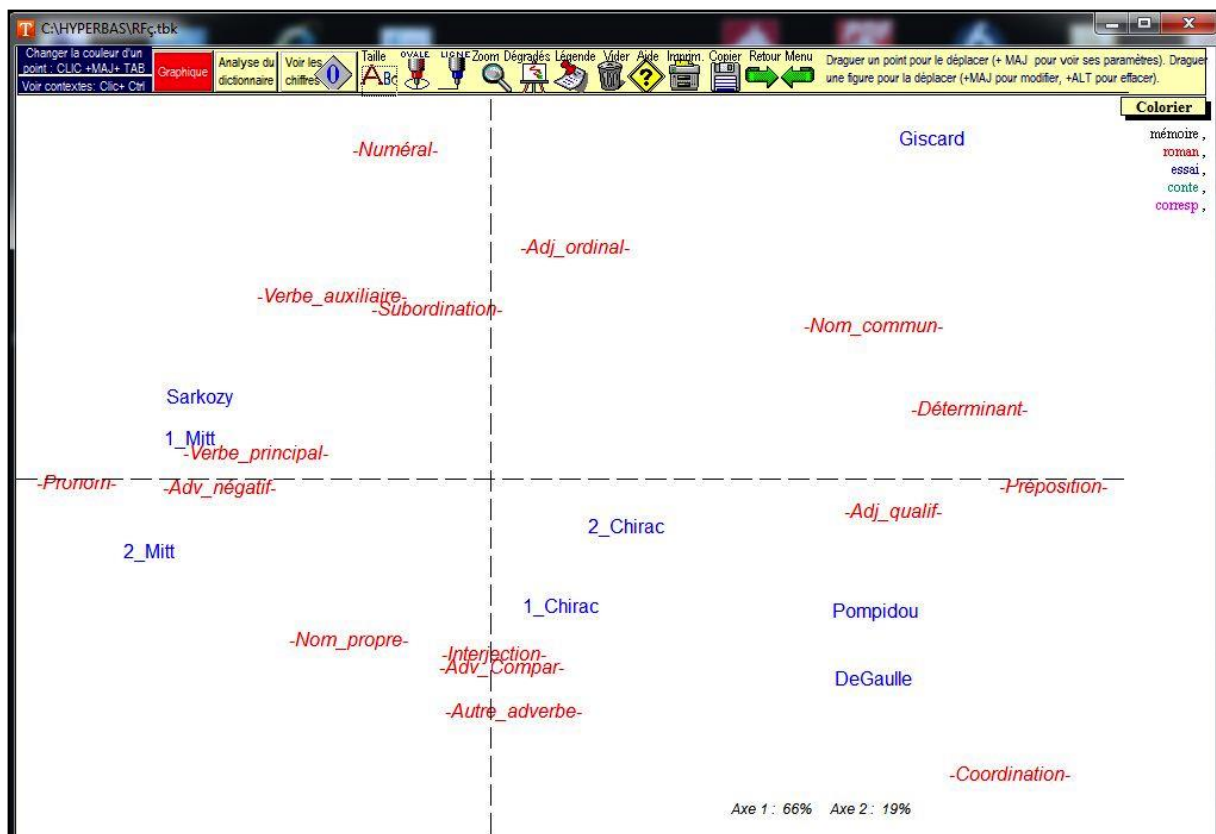 C:\HYPERBAS\RFç.tbk
Changer la couleur d'un
point : CLIC +MAJ+ TAB
Voir contextes: Clic+ Ctrl
Graphique
Analyse du
dictionnaire
Voir les
chiffres
0
Taille
ABC
OVALE
LIGNE
Zoom
Dégradés
Légende
Vider
Aide
?
Imprim.
Copier
Retour
Menu
Draguer un point pour le déplacer (+ MAJ pour voir ses paramètres). Draguer
une figure pour la déplacer (+MAJ pour modifier, +ALT pour effacer).
Colorier
mémoire ,
roman ,
essai ,
conte ,
corresp ,
Giscard
-Numéral-
-Adj_ordinal-
-Verbe_auxiliaire-
-Subordination-
-Nom_commun-
Sarkozy
-Déterminant-
1_Mitt
-Verbe_principal-
-Pronom-
-Adv_négatif-
-Préposition-
-Adj_qualif-
2_Chirac
2_Mitt
1_Chirac
Pompidou
-Nom_propre-
-Interjection-
-Adv_Compar-
DeGaulle
-Autre_adverbe-
-Coordination-
Axe 1 : 66% Axe 2 : 19%